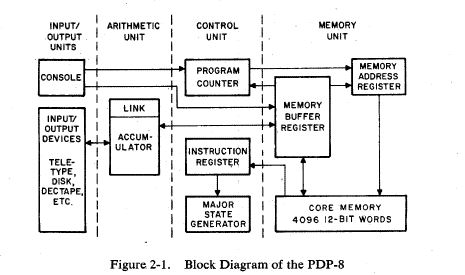 INPUT/
OUTPUT
UNITS
ARITHMETIC
UNIT
CONTROL
UNIT
MEMORY
UNIT
CONSOLE
PROGRAM
COUNTER
MEMORY
ADDRESS
REGISTER
INPUT/
OUTPUT
DEVICES
TELE-
TYPE,
DISK,
DECTAPE,
ETC.
LINK
ACCUM-
ULATOR
MEMORY
BUFFER
REGISTER
INSTRUCTION
REGISTER
MAJOR
STATE
GENERATOR
CORE MEMORY
4096 12-BIT WORDS
Figure 2-1. Block Diagram of the PDP-8